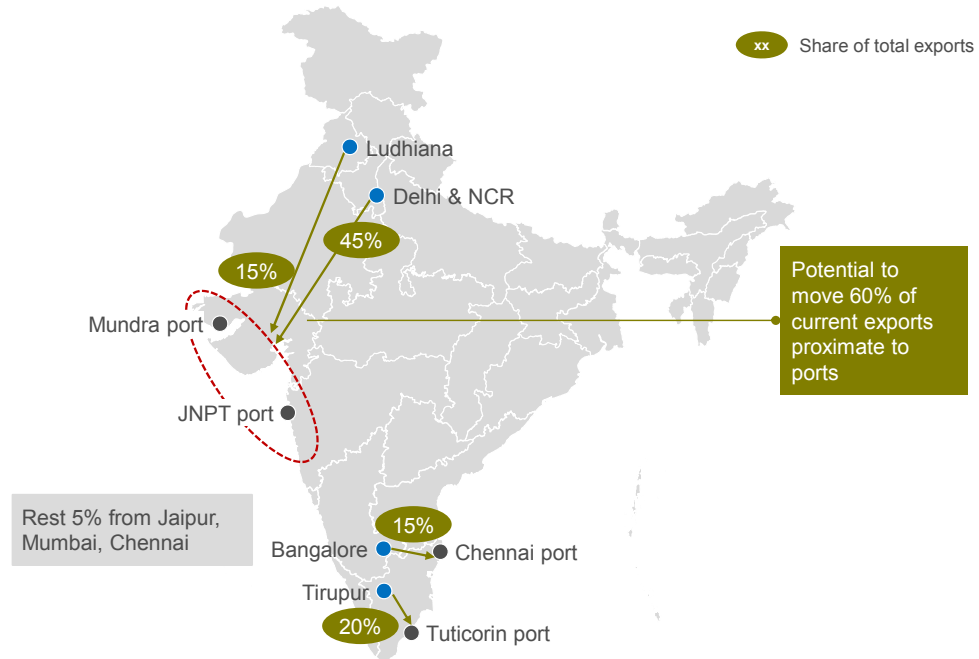 xx Share of total exports
Ludhiana
Delhi & NCR
45%
15%
Potential to
move 60% of
current exports
proximate to
ports
Mundra port
JNPT port
Rest 5% from Jaipur,
Mumbai, Chennai
15%
Bangalore
Chennai port
Tirupur
20%
Tuticorin port